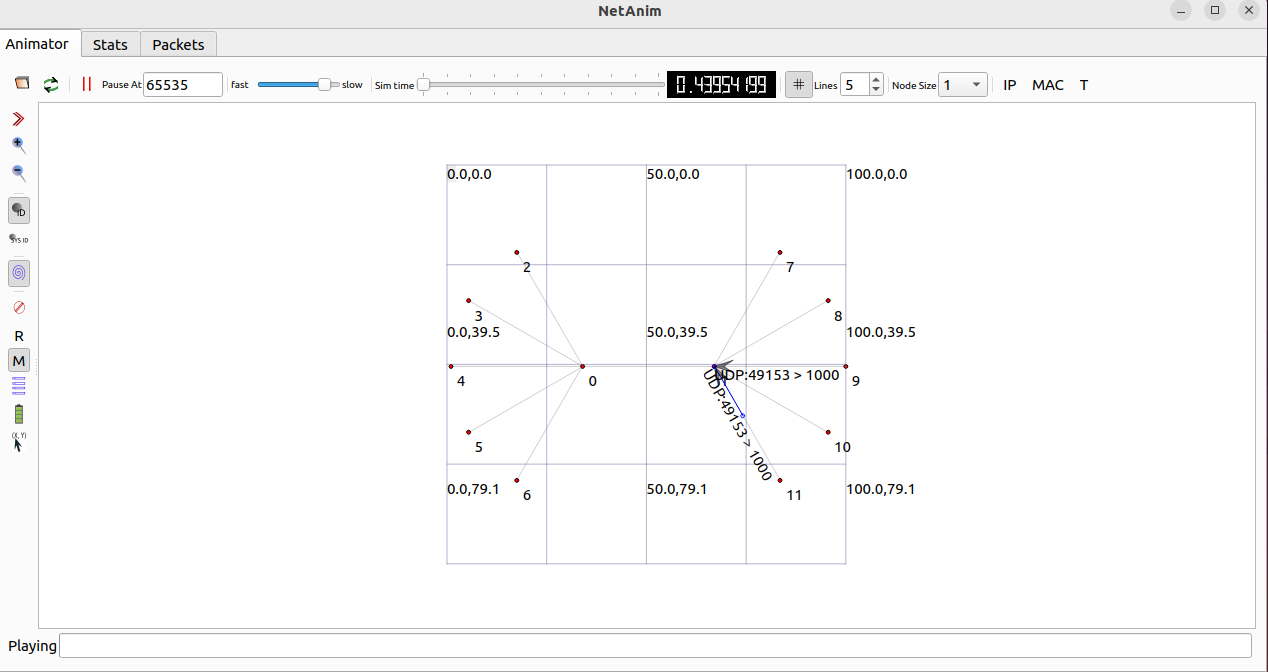 NetAnim
Animator Stats Packets
Pause At 65535 fast slow Sim time 0.43954199 # Lines 5 Node Size 1 IP MAC T
ID
SYS ID
R
M
(X, Y)
0.0,0.0 50.0,0.0 100.0,0.0
2 7
3 8
0.0,39.5 50.0,39.5 100.0,39.5
UDP:49153 > 1000
4 0 9
UDP:49153 > 1000
5 10
0.0,79.1 50.0,79.1 100.0,79.1
6 11
Playing